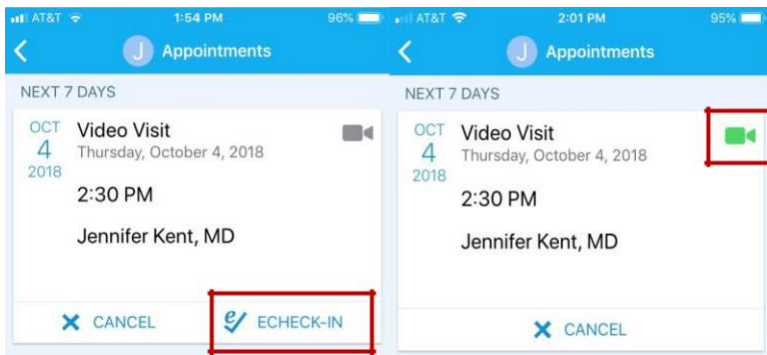 AT&T 1:54 PM 96%
J Appointments
NEXT 7 DAYS
OCT
4
2018
Video Visit
Thursday, October 4, 2018
2:30 PM
Jennifer Kent, MD
CANCEL
e ECHECK-IN
AT&T 2:01 PM 95%
J Appointments
NEXT 7 DAYS
OCT
4
2018
Video Visit
Thursday, October 4, 2018
2:30 PM
Jennifer Kent, MD
CANCEL